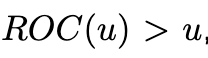 ROC(u) > u,